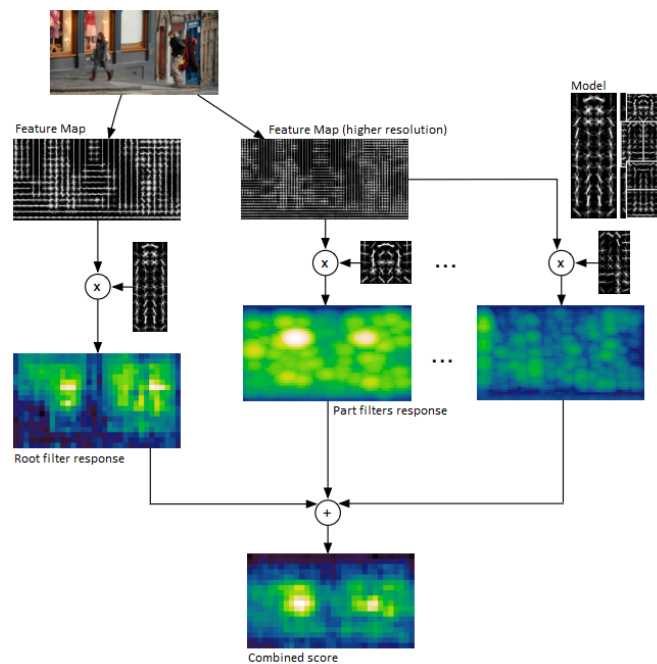 Model
Feature Map
Feature Map (higher resolution)
x
x
...
x
...
Part filters response
Root filter response
+
Combined score